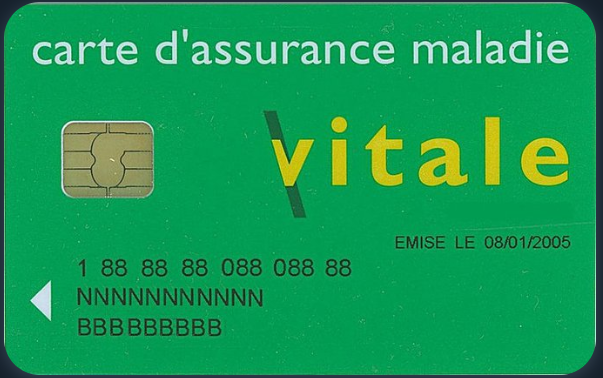 carte d'assurance maladie
vitale
EMISE LE 08/01/2005
1 88 88 88 088 088 88
NNNNNNNNNNN
BBBBBBBBB